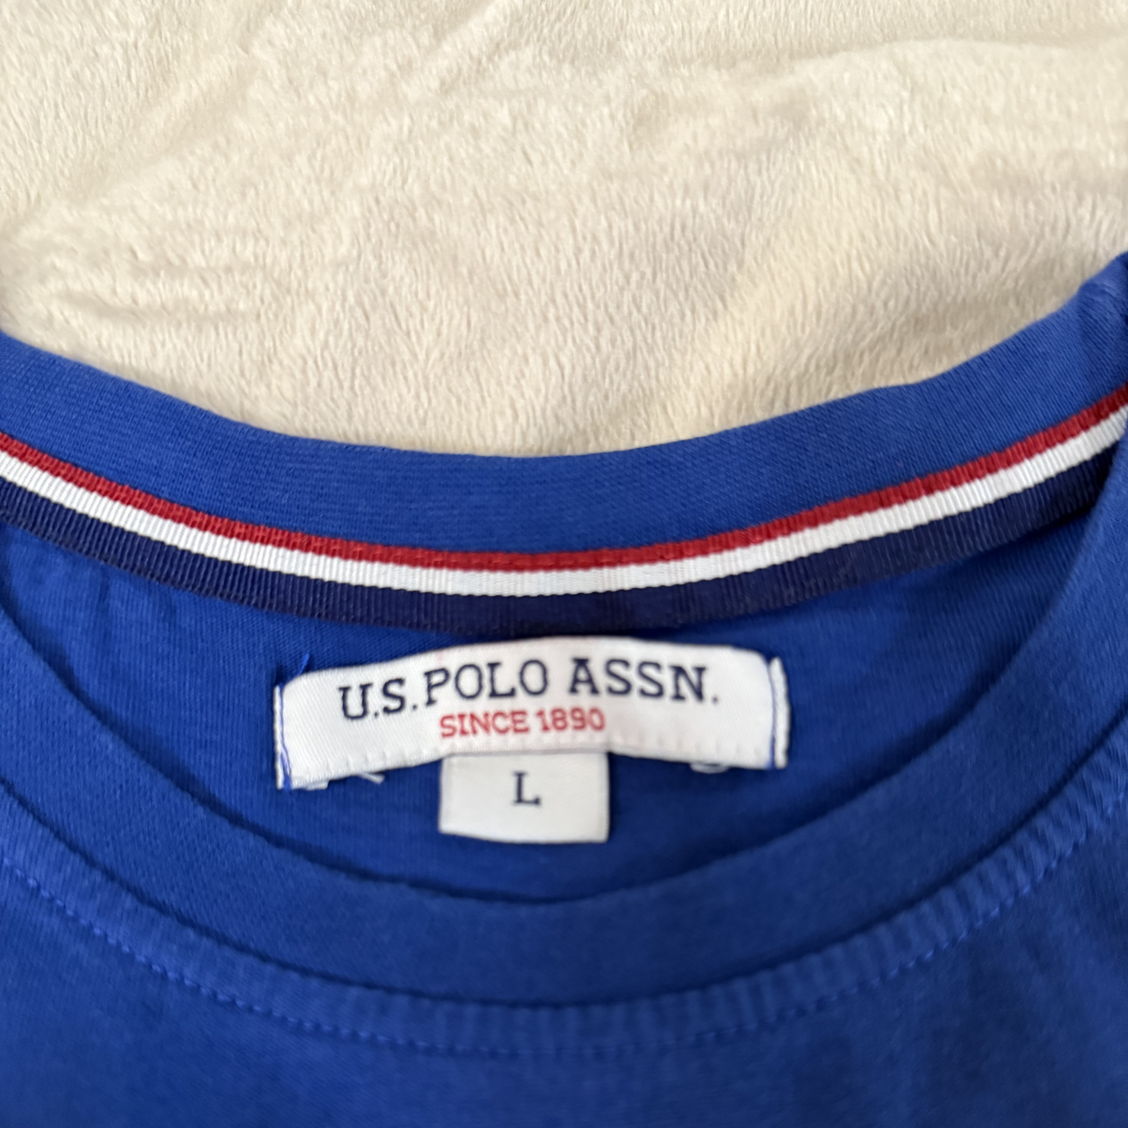 U.S. POLO ASSN.
SINCE 1890
L